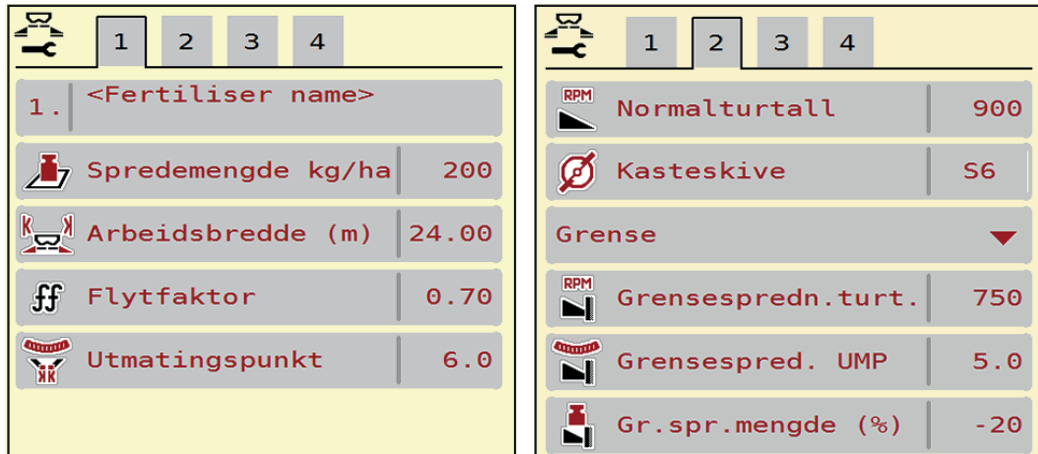 1 2 3 4
1. <Fertiliser name>
Spredemengde kg/ha 200
Arbeidsbredde (m) 24.00
Flytfaktor 0.70
Utmatingspunkt 6.0
1 2 3 4
RPM Normalturtall 900
Kasteskive S6
Grense
RPM Grensespredn.turt. 750
Grensespred. UMP 5.0
Gr.spr.mengde (%) -20